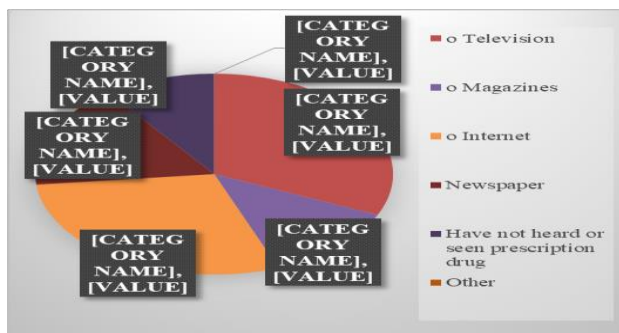 [CATEG
ORY
NAME],
[VALUE]
[CATEG
ORY
NAME],
[VALUE]
[CATEG
ORY
NAME],
[VALUE]
[CATEG
ORY
NAME],
[VALUE]
[CATEG
ORY
NAME],
[VALUE]
[CATEG
ORY
NAME],
[VALUE]
o Television
o Magazines
o Internet
Newspaper
Have not heard or
seen prescription
drug
Other